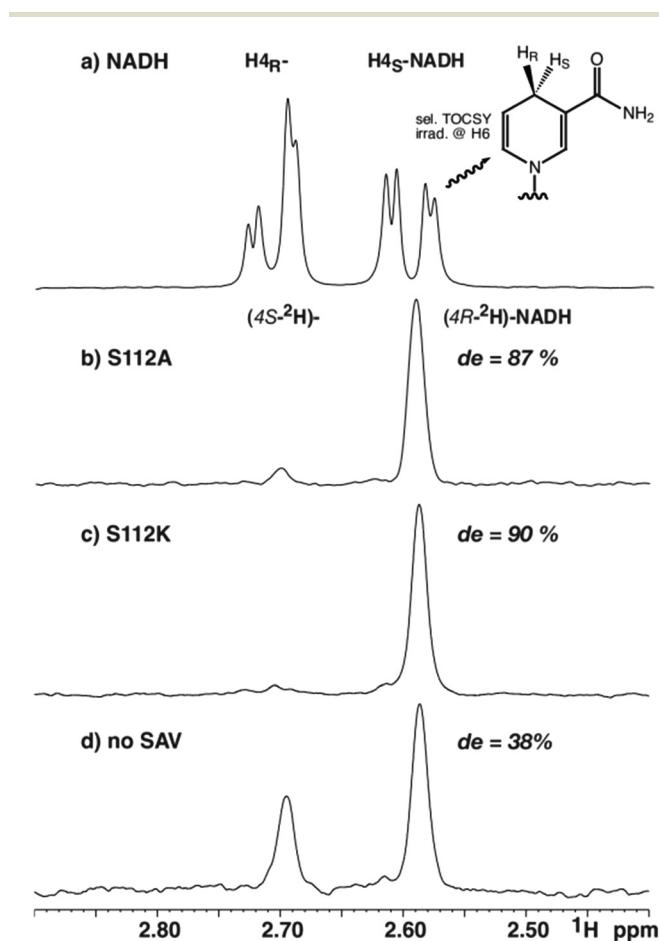 a) NADH H4R- H4S-NADH
HR HS O
sel. TOCSY
irrad. @ H6
NH2
N
(4S-2H)- (4R-2H)-NADH
b) S112A de = 87 %
c) S112K de = 90 %
d) no SAV de = 38%
2.80 2.70 2.60 2.50 1H ppm